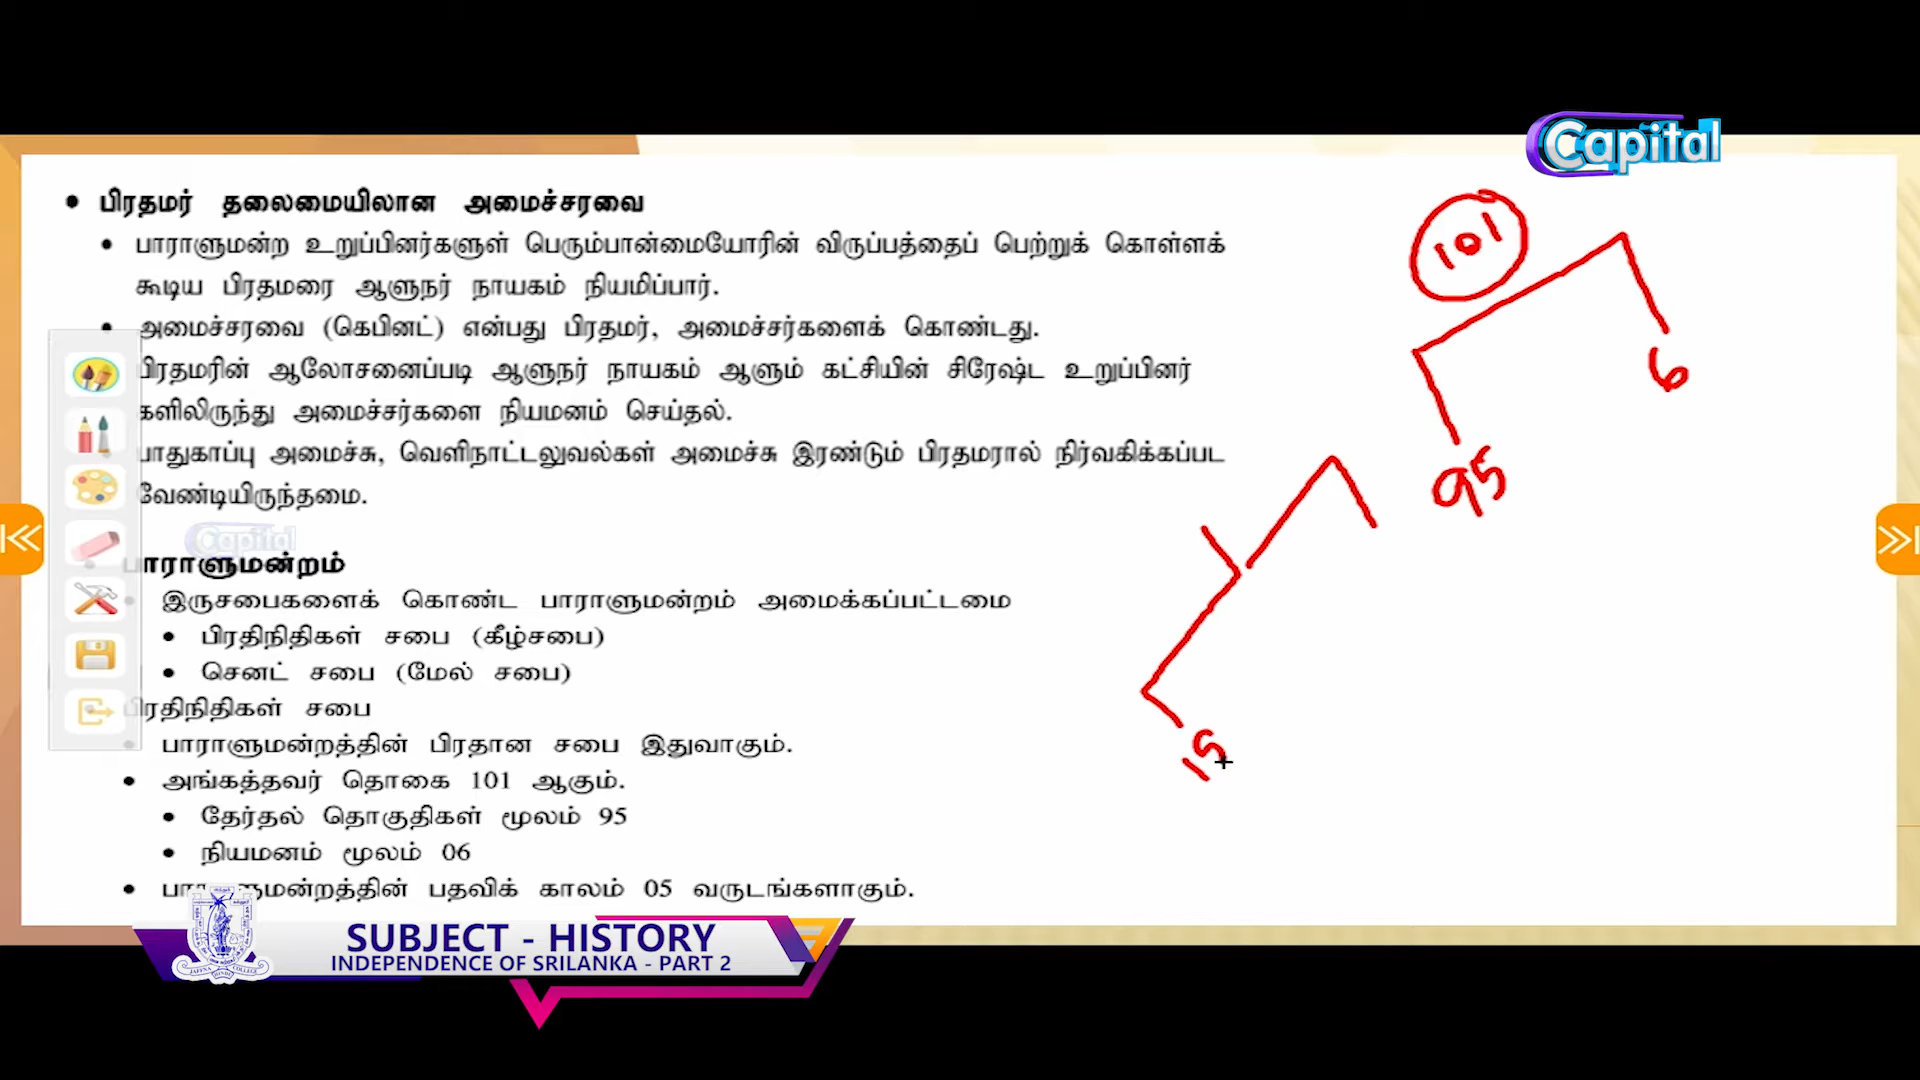 Capital
• பிரதமர் தலைமையிலான அமைச்சரவை
• பாராளுமன்ற உறுப்பினர்களுள் பெரும்பான்மையோரின் விருப்பத்தைப் பெற்றுக் கொள்ளக்
கூடிய பிரதமரை ஆளுநர் நாயகம் நியமிப்பார்.
• அமைச்சரவை (கெபினட்) என்பது பிரதமர், அமைச்சர்களைக் கொண்டது.
பிரதமரின் ஆலோசனைப்படி ஆளுநர் நாயகம் ஆளும் கட்சியின் சிரேஷ்ட உறுப்பினர்
களிலிருந்து அமைச்சர்களை நியமனம் செய்தல்.
பாதுகாப்பு அமைச்சு, வெளிநாட்டலுவல்கள் அமைச்சு இரண்டும் பிரதமரால் நிர்வகிக்கப்பட
வேண்டியிருந்தமை.
Capital
• பாராளுமன்றம்
• இருசபைகளைக் கொண்ட பாராளுமன்றம் அமைக்கப்பட்டமை
• பிரதிநிதிகள் சபை (கீழ்சபை)
• செனட் சபை (மேல் சபை)
• பிரதிநிதிகள் சபை
• பாராளுமன்றத்தின் பிரதான சபை இதுவாகும்.
• அங்கத்தவர் தொகை 101 ஆகும்.
• தேர்தல் தொகுதிகள் மூலம் 95
• நியமனம் மூலம் 06
• பாராளுமன்றத்தின் பதவிக் காலம் 05 வருடங்களாகும்.
101
6
95
15
JAFFNA HINDU COLLEGE
SUBJECT - HISTORY
INDEPENDENCE OF SRILANKA - PART 2